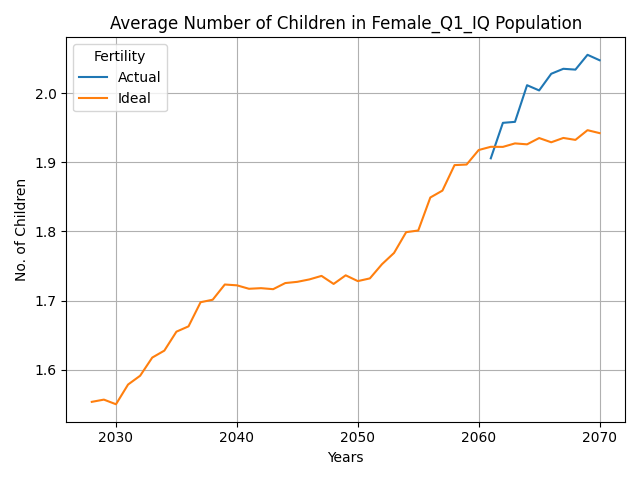 Average Number of Children in Female_Q1_IQ Population
Fertility
Actual
Ideal
No. of Children
2.0
1.9
1.8
1.7
1.6
2030 2040 2050 2060 2070
Years